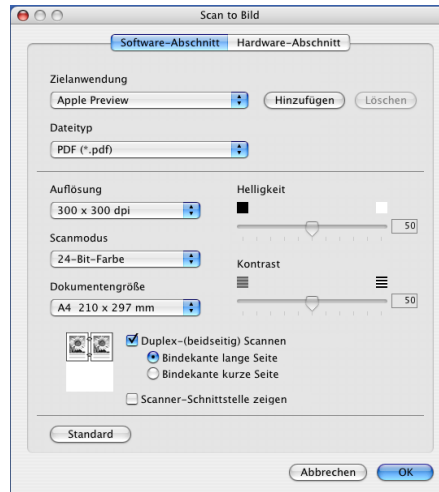 Scan to Bild
Software-Abschnitt Hardware-Abschnitt
Zielanwendung
Apple Preview Hinzufügen Löschen
Dateityp
PDF (*.pdf)
Auflösung Helligkeit
300 x 300 dpi
50
Scanmodus
24-Bit-Farbe
Kontrast
Dokumentengröße
A4 210 x 297 mm 50
Duplex-(beidseitig) Scannen
Bindekante lange Seite
Bindekante kurze Seite
Scanner-Schnittstelle zeigen
Standard
Abbrechen OK